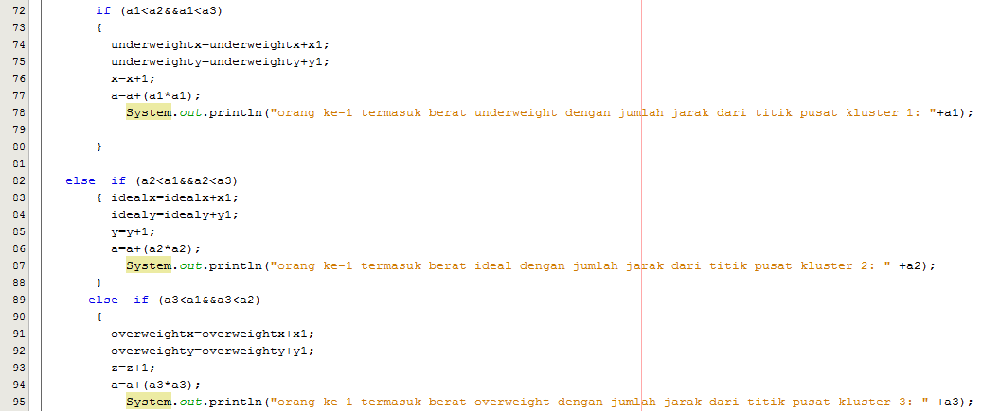 72 if (a1<a2&&a1<a3)
73 {
74 underweightx=underweightx+x1;
75 underweighty=underweighty+y1;
76 x=x+1;
77 a=a+(a1*a1);
78 System.out.println("orang ke-1 termasuk berat underweight dengan jumlah jarak dari titik pusat kluster 1: "+a1);
79
80 }
81
82 else  if (a2<a1&&a2<a3)
83 { idealx=idealx+x1;
84 idealy=idealy+y1;
85 y=y+1;
86 a=a+(a2*a2);
87 System.out.println("orang ke-1 termasuk berat ideal dengan jumlah jarak dari titik pusat kluster 2: " +a2);
88 }
89 else  if (a3<a1&&a3<a2)
90 {
91 overweightx=overweightx+x1;
92 overweighty=overweighty+y1;
93 z=z+1;
94 a=a+(a3*a3);
95 System.out.println("orang ke-1 termasuk berat overweight dengan jumlah jarak dari titik pusat kluster 3: " +a3);